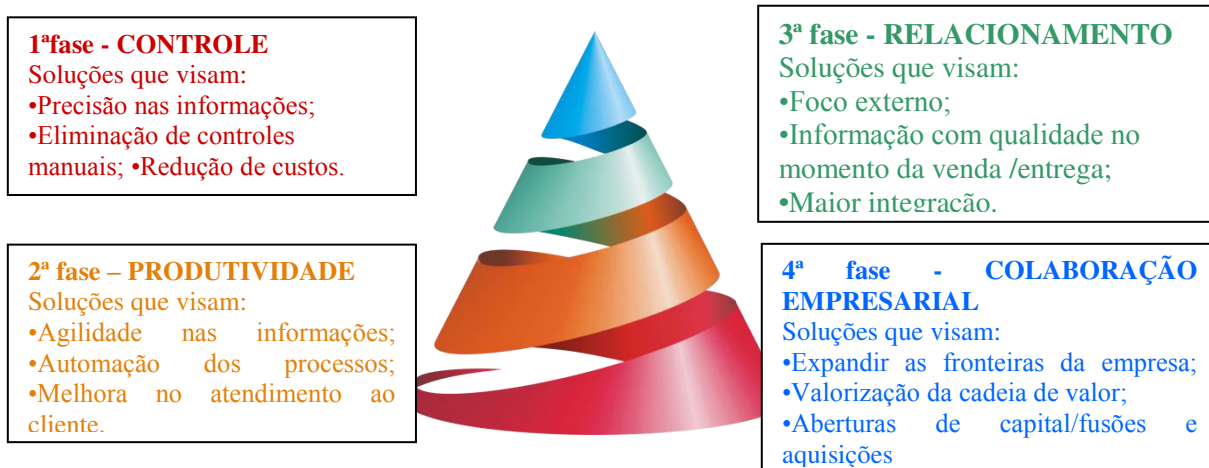 1ªfase - CONTROLE
Soluções que visam:
•Precisão nas informações;
•Eliminação de controles
manuais; •Redução de custos.
2ª fase – PRODUTIVIDADE
Soluções que visam:
•Agilidade nas informações;
•Automação dos processos;
•Melhora no atendimento ao
cliente.
3ª fase - RELACIONAMENTO
Soluções que visam:
•Foco externo;
•Informação com qualidade no
momento da venda /entrega;
•Maior integração.
4ª fase - COLABORAÇÃO
EMPRESARIAL
Soluções que visam:
•Expandir as fronteiras da empresa;
•Valorização da cadeia de valor;
•Aberturas de capital/fusões e
aquisições